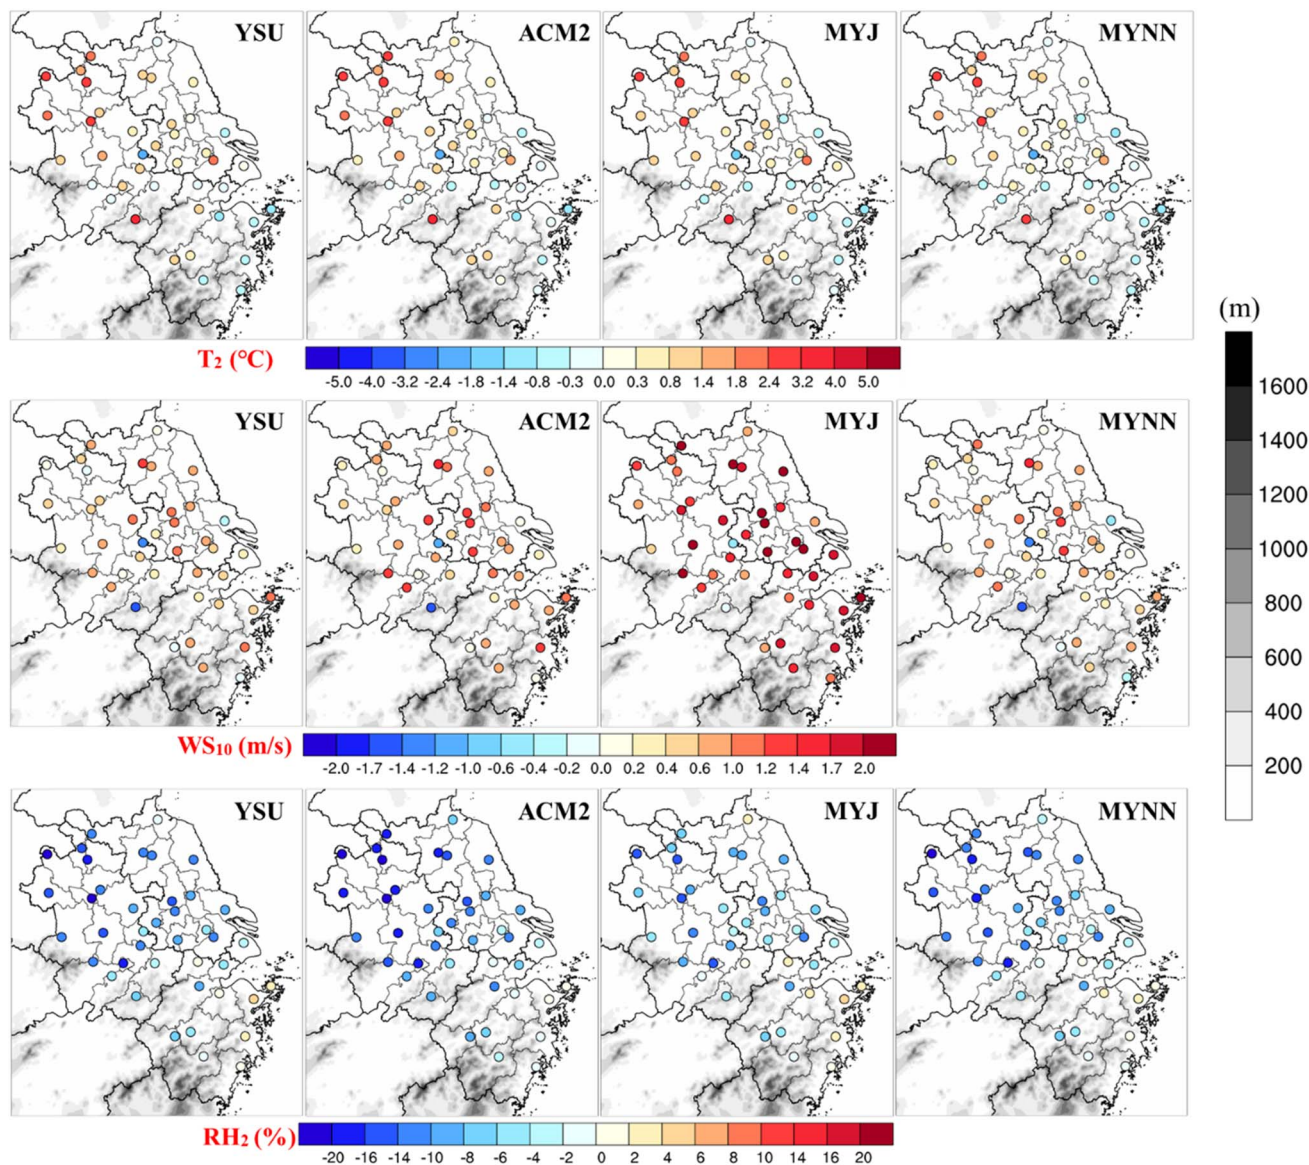 YSU ACM2 MYJ MYNN
(m)
T₂ (°C)
-5.0 -4.0 -3.2 -2.4 -1.8 -1.4 -0.8 -0.3 0.0 0.3 0.8 1.4 1.8 2.4 3.2 4.0 5.0
1600
1400
1200
1000
800
600
400
200
YSU ACM2 MYJ MYNN
WS₁₀ (m/s)
-2.0 -1.7 -1.4 -1.2 -1.0 -0.6 -0.4 -0.2 0.0 0.2 0.4 0.6 1.0 1.2 1.4 1.7 2.0
YSU ACM2 MYJ MYNN
RH₂ (%)
-20 -16 -14 -12 -10 -8 -6 -4 -2 0 2 4 6 8 10 14 16 20